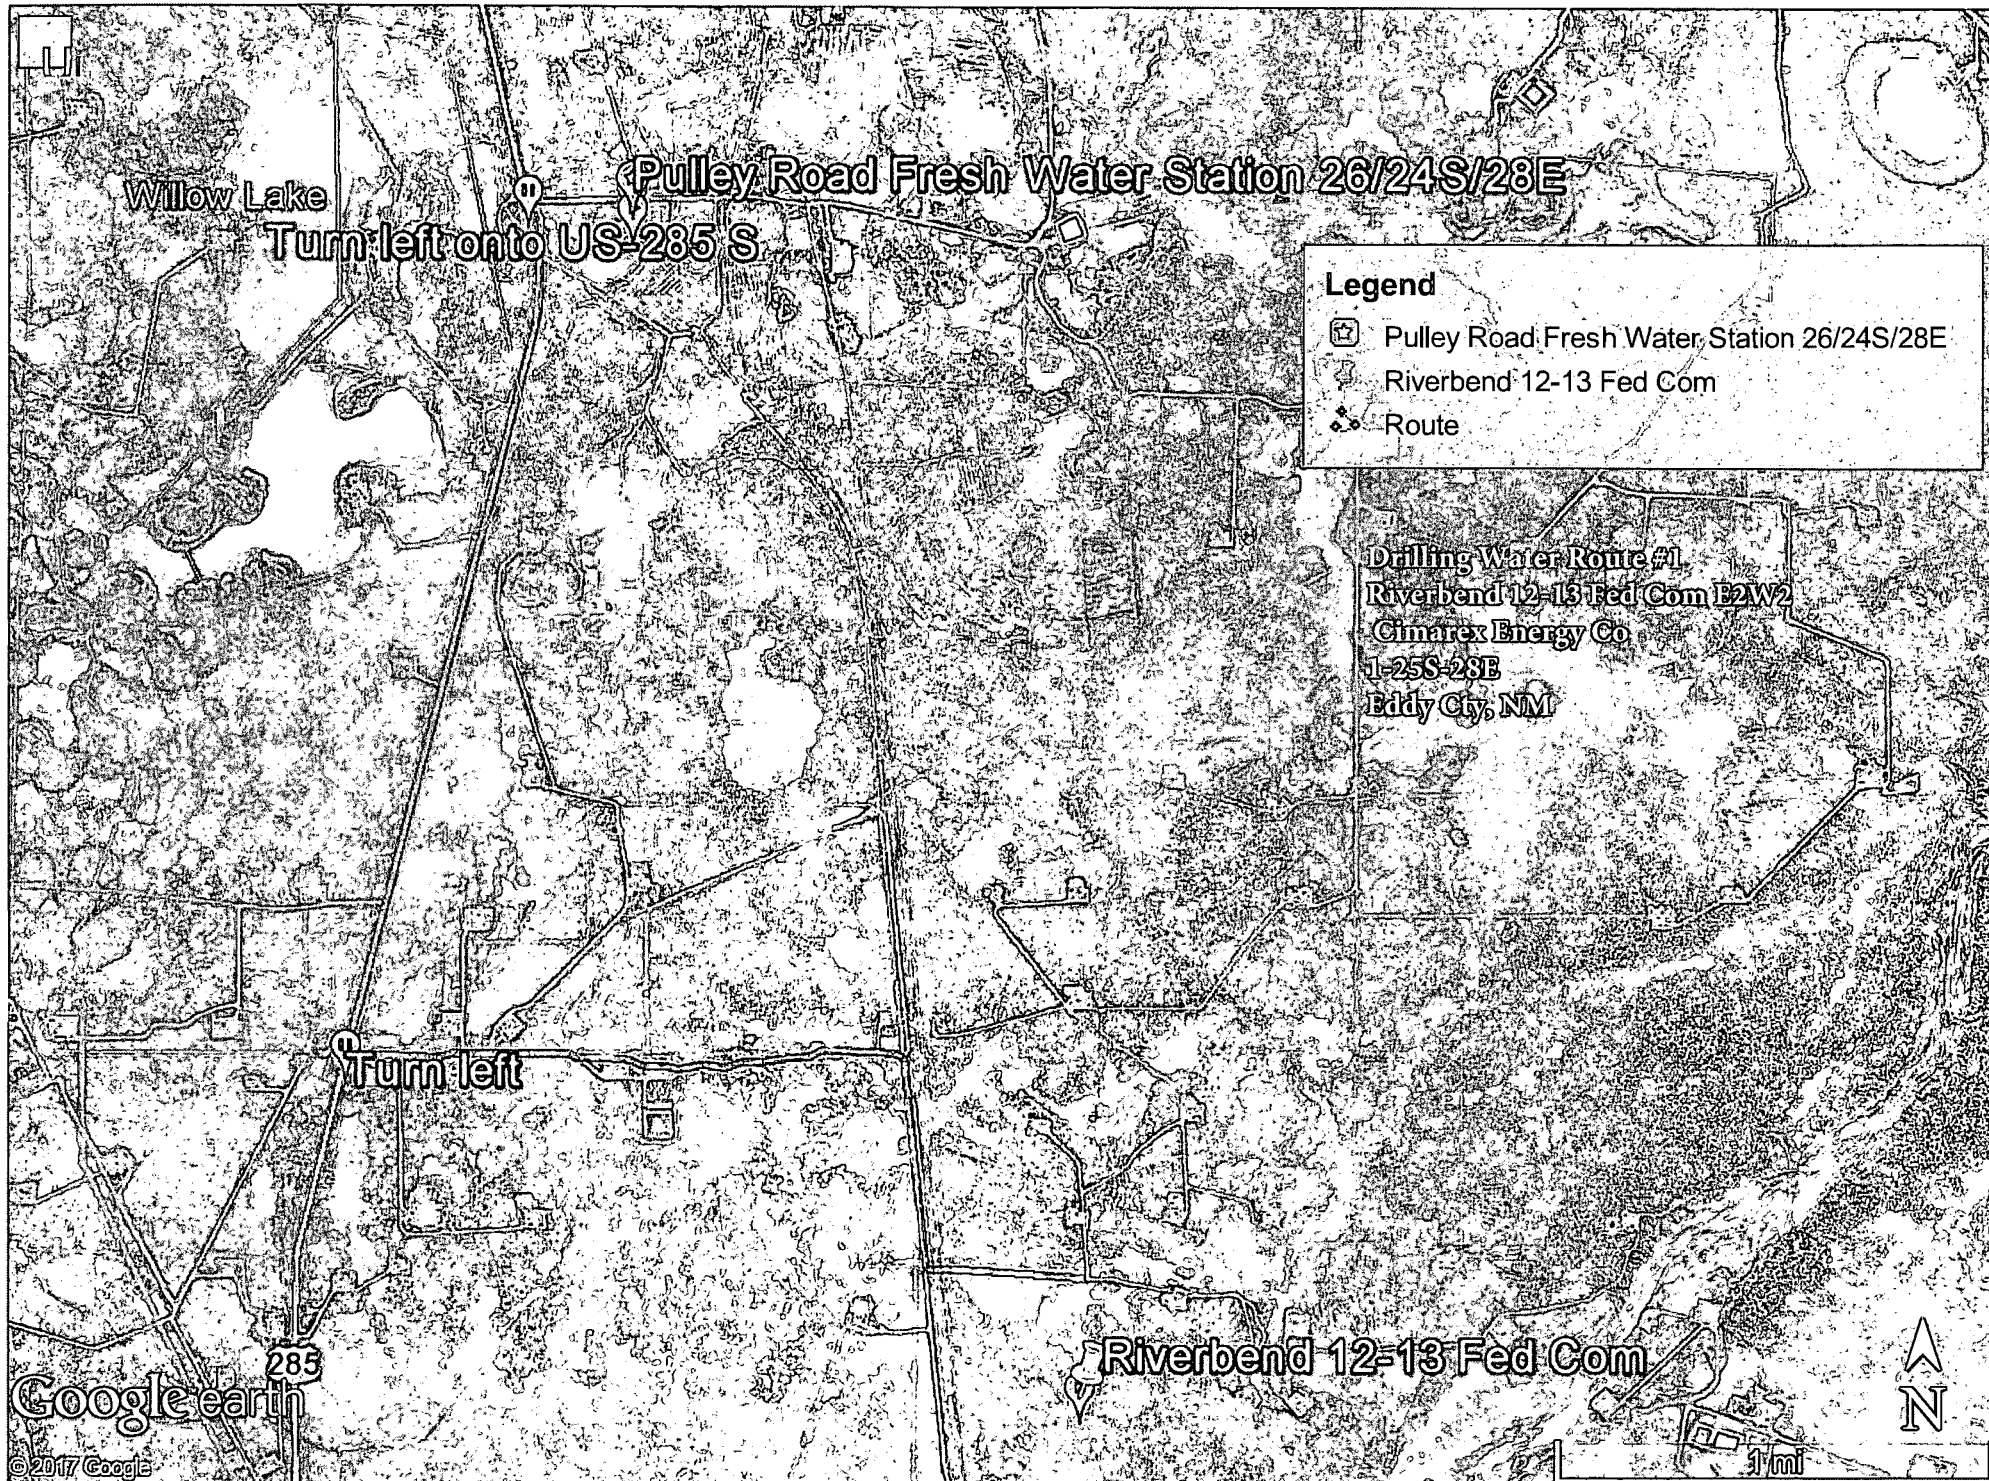 Willow Lake
Pulley Road Fresh Water Station 26/24S/28E
Turn left onto US-285 S
Legend
Pulley Road Fresh Water Station 26/24S/28E
Riverbend 12-13 Fed Com
Route
Drilling Water Route #1
Riverbend 12-13 Fed Com E2W2
Cimarex Energy Co
1-25S-28E
Eddy Cty, NM
Turn left
285
Riverbend 12-13 Fed Com
Google earth
N
© 2017 Google
1 mi